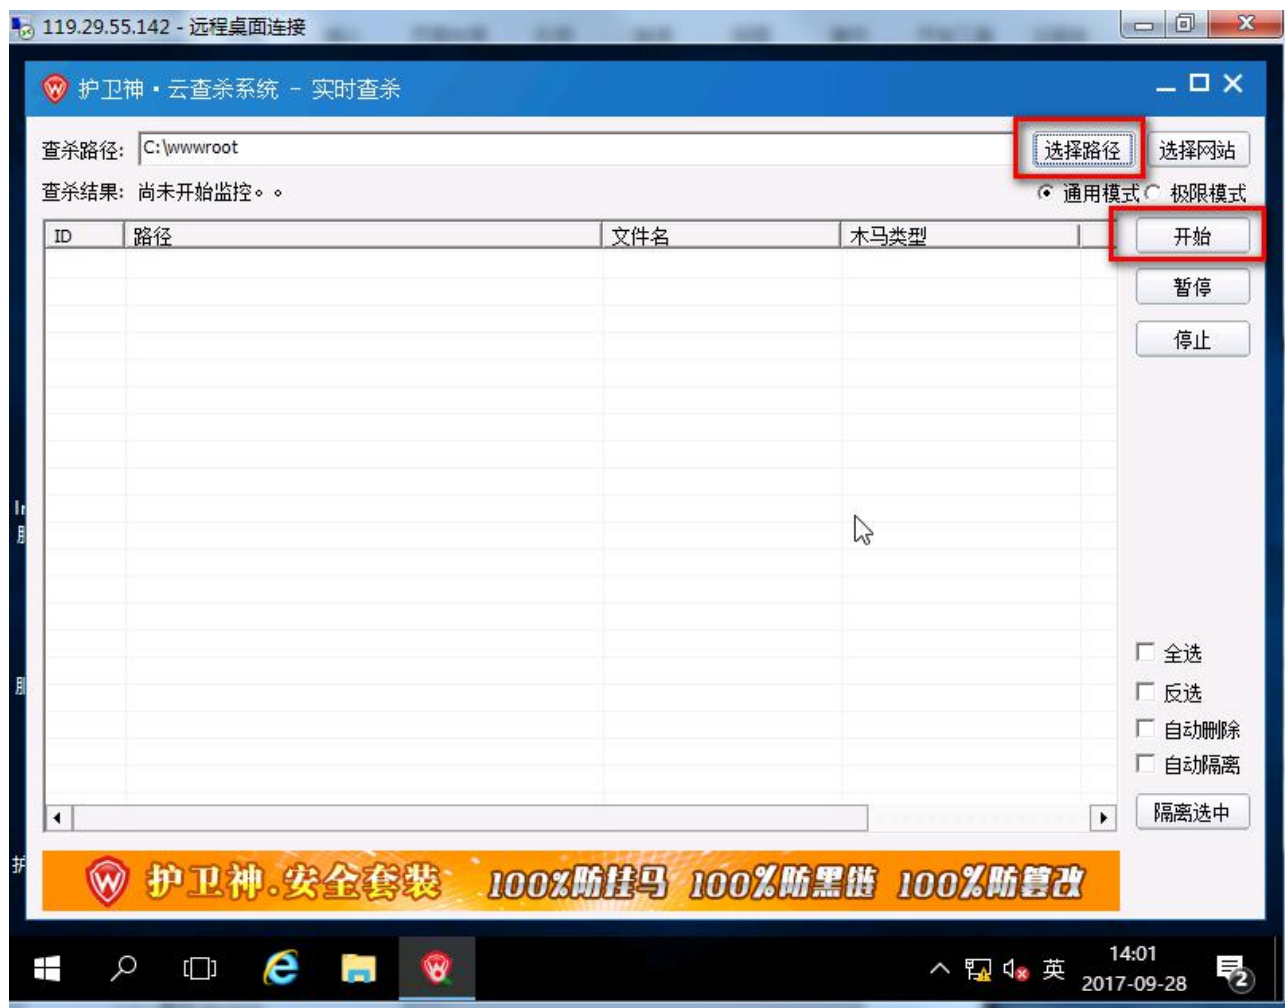 119.29.55.142 - 远程桌面连接
护卫神·云查杀系统 - 实时查杀
查杀路径: C:\wwwroot 选择路径 选择网站
查杀结果: 尚未开始监控。。 通用模式 极限模式
ID 路径 文件名 木马类型 开始
暂停
停止
全选
反选
自动删除
自动隔离
隔离选中
护卫神.安全套装 100%防挂马 100%防黑链 100%防篡改
英 14:01
2017-09-28 2